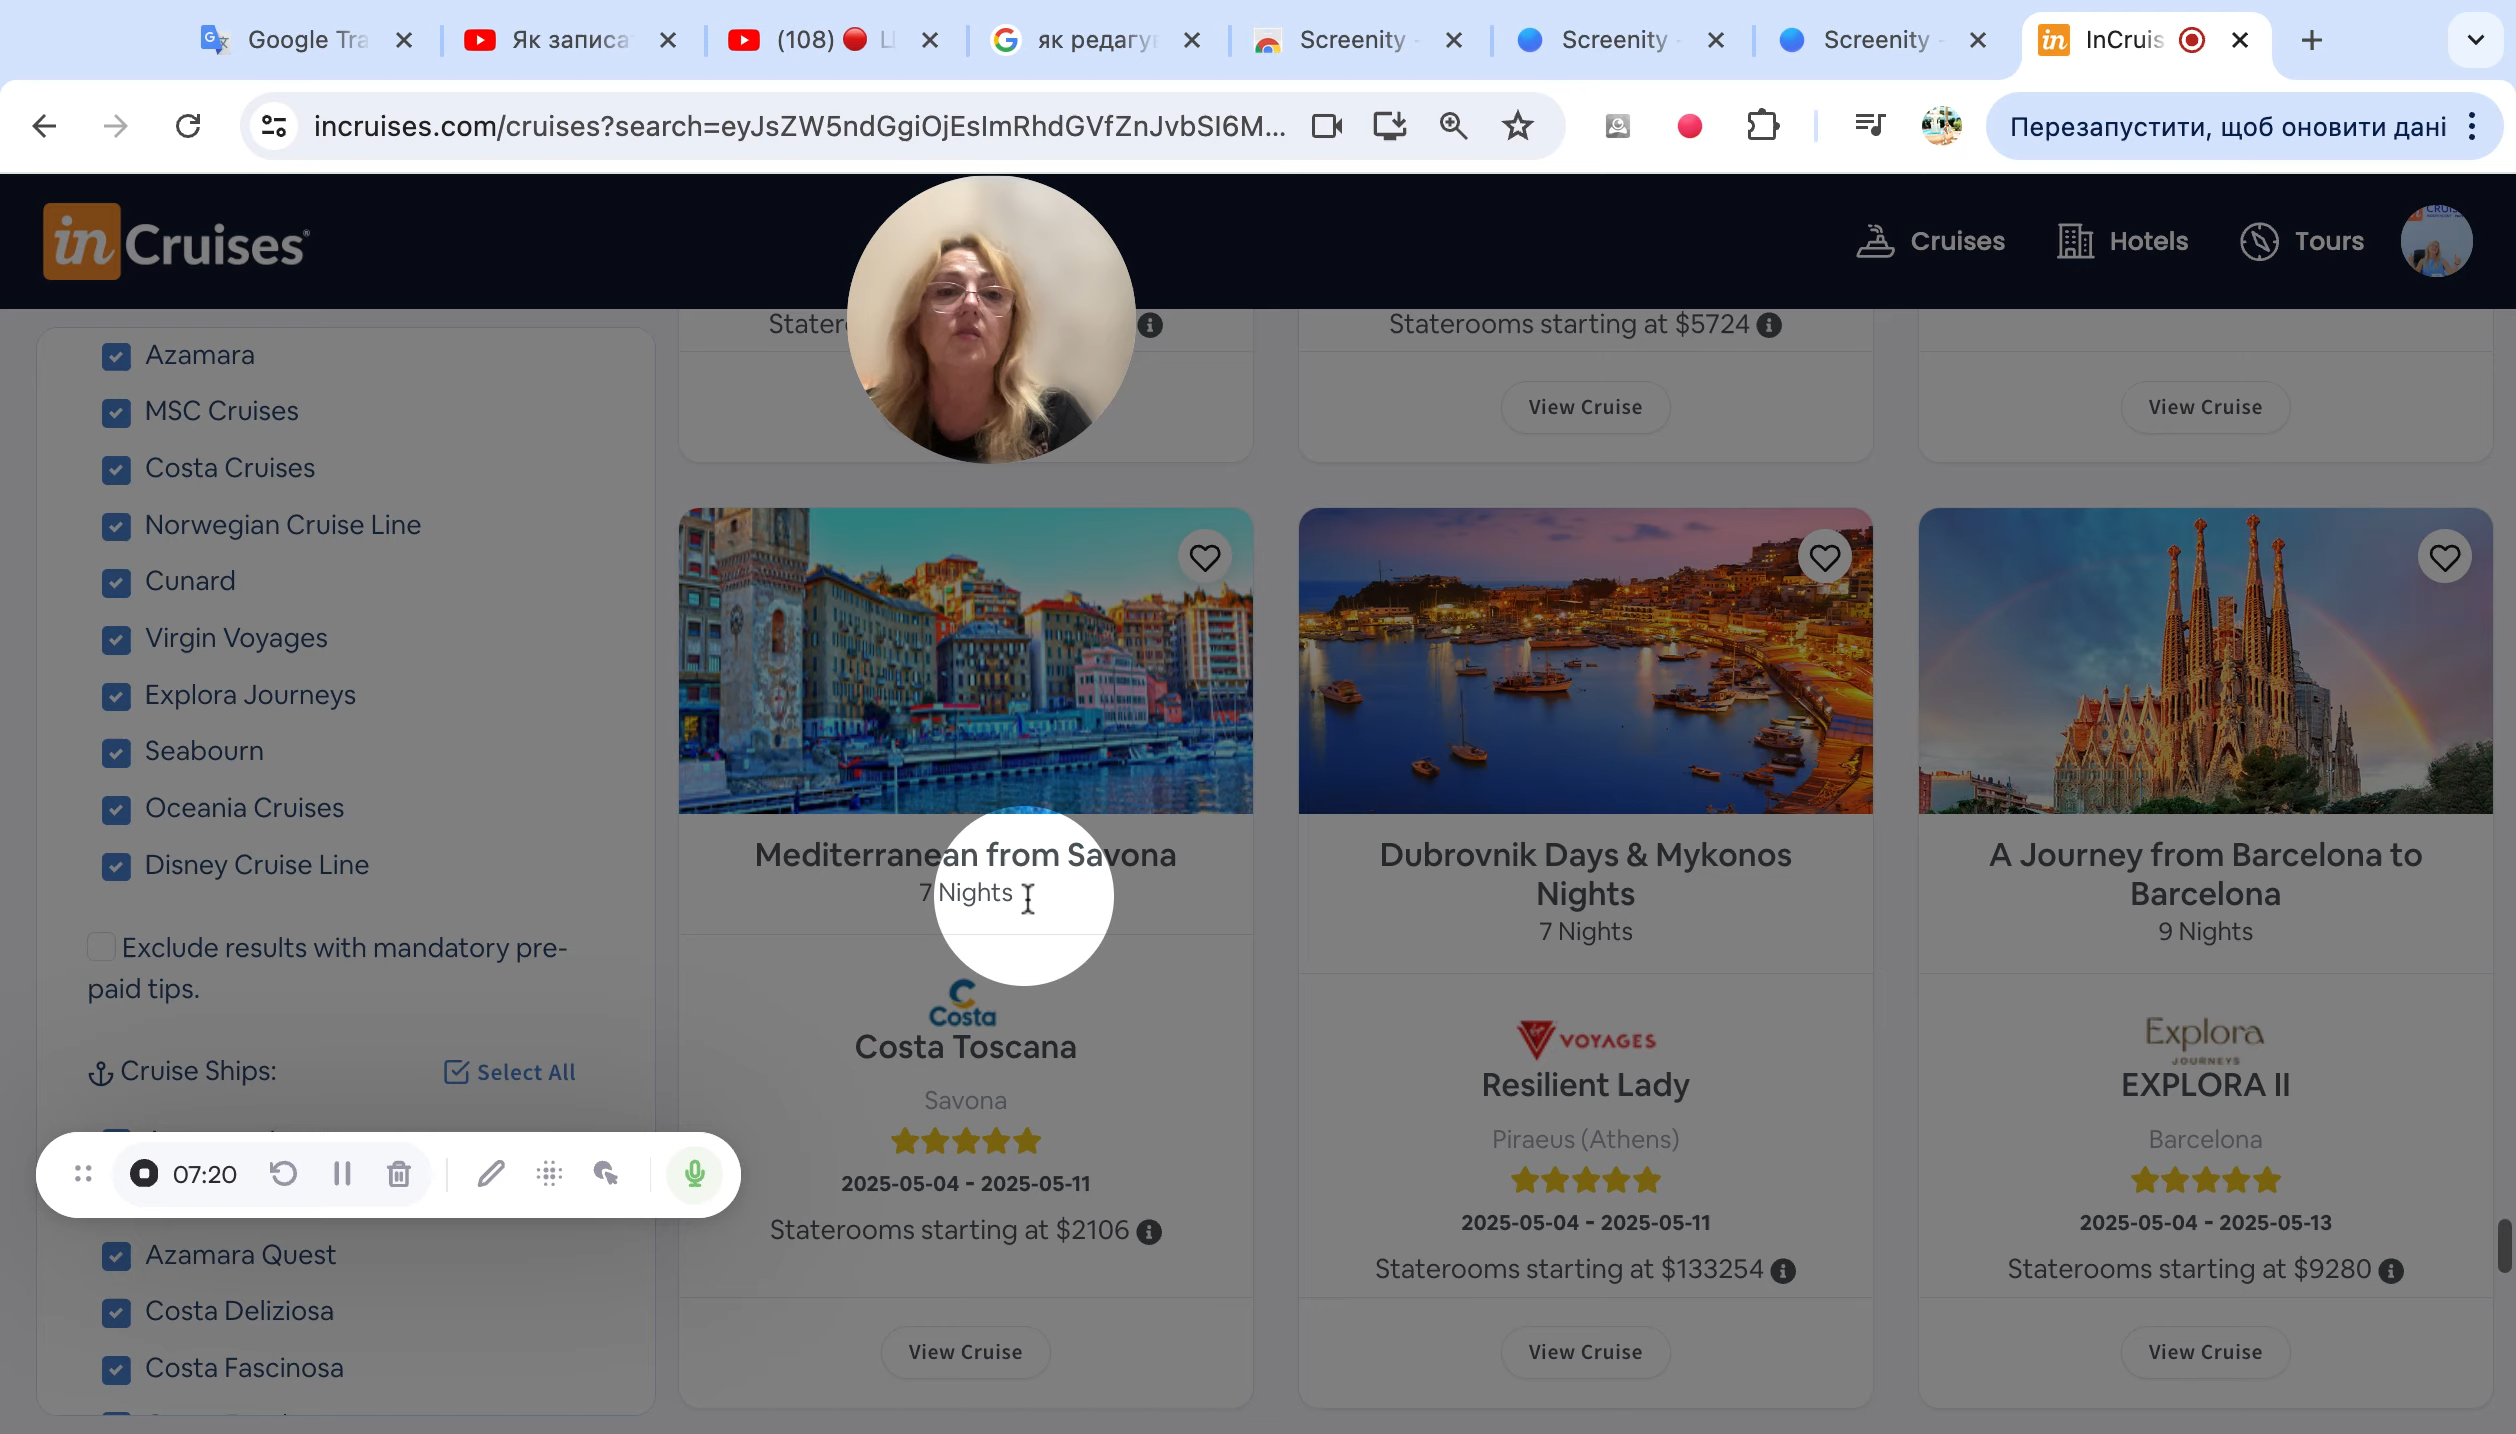 Google Tra
Як записа
(108) 🔴
як редагу
Screenity
Screenity
Screenity
InCruis
incruises.com/cruises?search=eyJsZW5ndGgiOjEsImRhdGVfZnJvbSI6M...
Перезапустити, щоб оновити дані
inCruises®
Cruises
Hotels
Tours
Azamara
MSC Cruises
Costa Cruises
Norwegian Cruise Line
Cunard
Virgin Voyages
Explora Journeys
Seabourn
Oceania Cruises
Disney Cruise Line
Exclude results with mandatory pre-
paid tips.
Cruise Ships:
Select All
07:20
Azamara Quest
Costa Deliziosa
Costa Fascinosa
Stater
Staterooms starting at $5724
View Cruise
View Cruise
Mediterranean from Savona
7 Nights
Costa
Costa Toscana
Savona
2025-05-04 - 2025-05-11
Staterooms starting at $2106
View Cruise
Dubrovnik Days & Mykonos
Nights
7 Nights
VOYAGES
Resilient Lady
Piraeus (Athens)
2025-05-04 - 2025-05-11
Staterooms starting at $133254
View Cruise
A Journey from Barcelona to
Barcelona
9 Nights
Explora
JOURNEYS
EXPLORA II
Barcelona
2025-05-04 - 2025-05-13
Staterooms starting at $9280
View Cruise